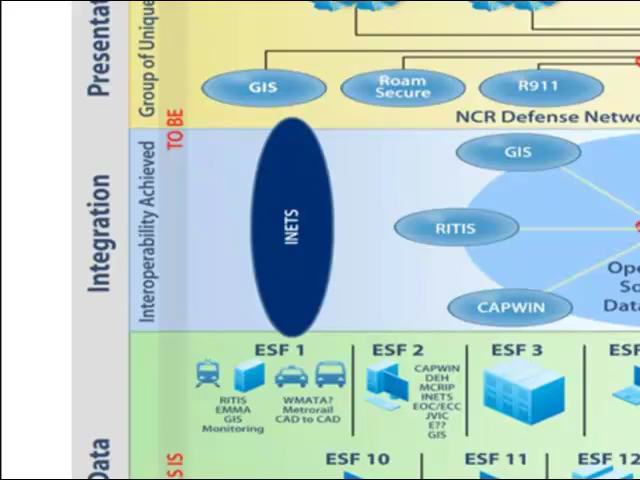 Presentat
Group of Unique
GIS
Roam
Secure
R911
NCR Defense Netwo
TO BE
Integration
Interoperability Achieved
INETS
GIS
RITIS
CAPWIN
Ope
So
Data
ESF 1
ESF 2
ESF 3
ESF
RITIS
EMMA
GIS
Monitoring
WMATA?
Metrorail
CAD to CAD
CAPWIN
DEH
MCRIP
INETS
EOC/ECC
JVIC
E??
GIS
Data
S IS
ESF 10
ESF 11
ESF 12